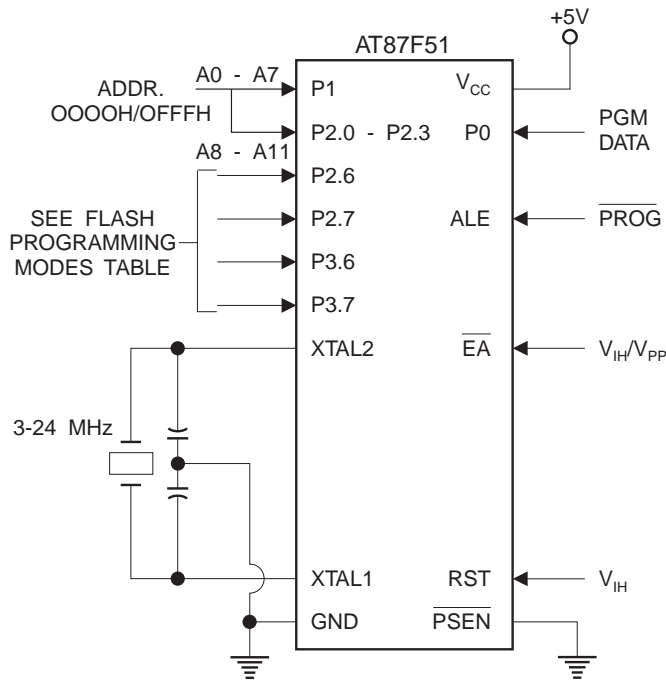 +5V
AT87F51
A0 - A7
ADDR.
OOOOH/OFFFH
P1
VCC
P2.0 - P2.3
P0
PGM
DATA
A8 - A11
P2.6
SEE FLASH
PROGRAMMING
MODES TABLE
P2.7
ALE
PROG
P3.6
P3.7
XTAL2
EA
VIH/VPP
3-24 MHz
XTAL1
RST
VIH
GND
PSEN